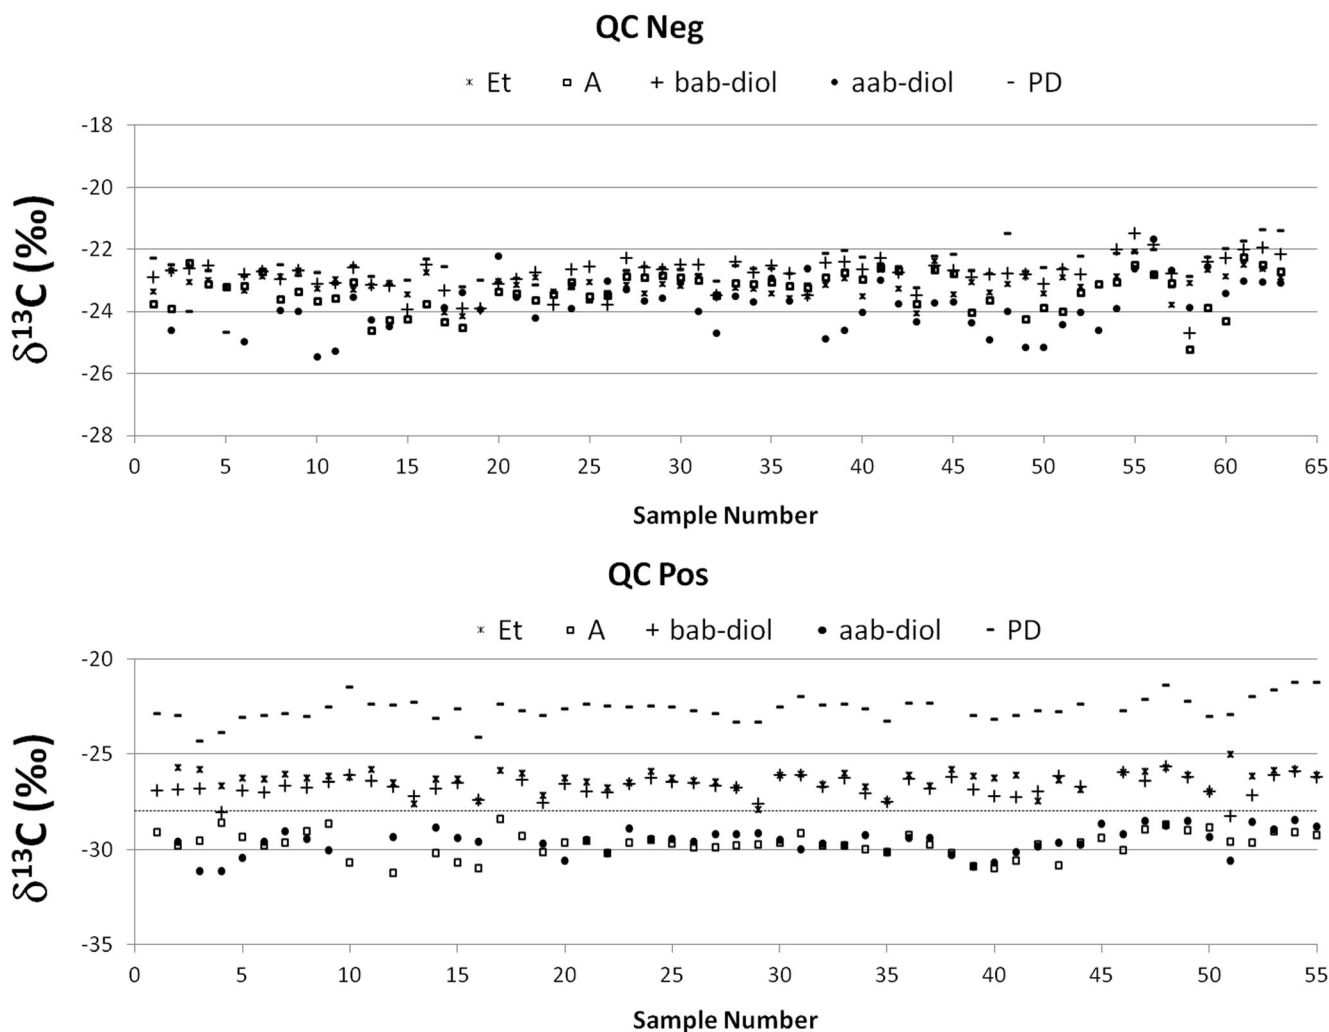 QC Neg
Et A bab-diol aab-diol PD
-18
-20
-22
-24
-26
-28
δ¹³C (‰)
0 5 10 15 20 25 30 35 40 45 50 55 60 65
Sample Number
QC Pos
Et A bab-diol aab-diol PD
-20
-25
-30
-35
δ¹³C (‰)
0 5 10 15 20 25 30 35 40 45 50 55
Sample Number